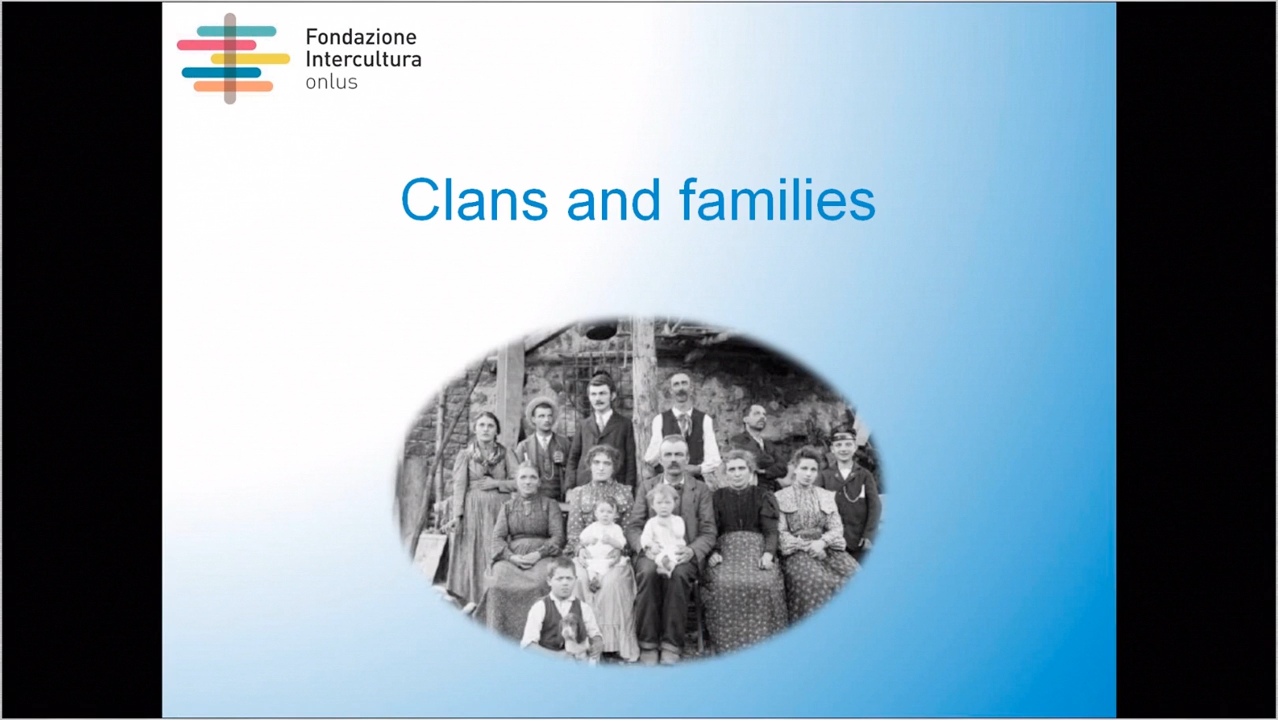 Fondazione
Intercultura
onlus
Clans and families